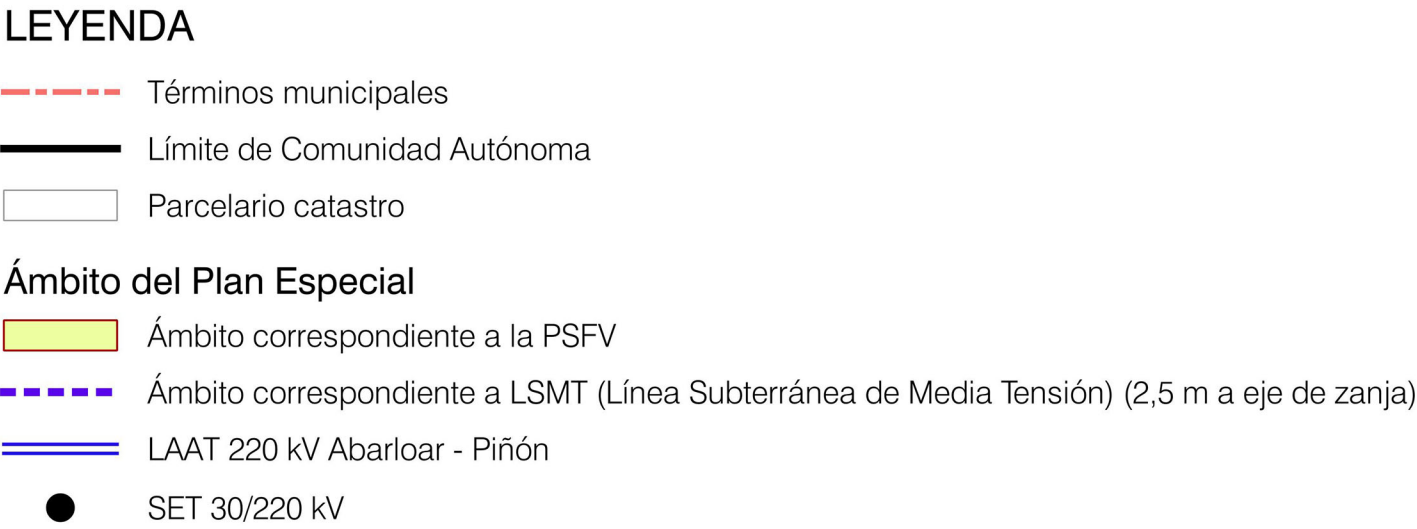 LEYENDA
Términos municipales
Límite de Comunidad Autónoma
Parcelario catastro
Ámbito del Plan Especial
Ámbito correspondiente a la PSFV
Ámbito correspondiente a LSMT (Línea Subterránea de Media Tensión) (2,5 m a eje de zanja)
LAAT 220 kV Abarloar - Piñón
SET 30/220 kV